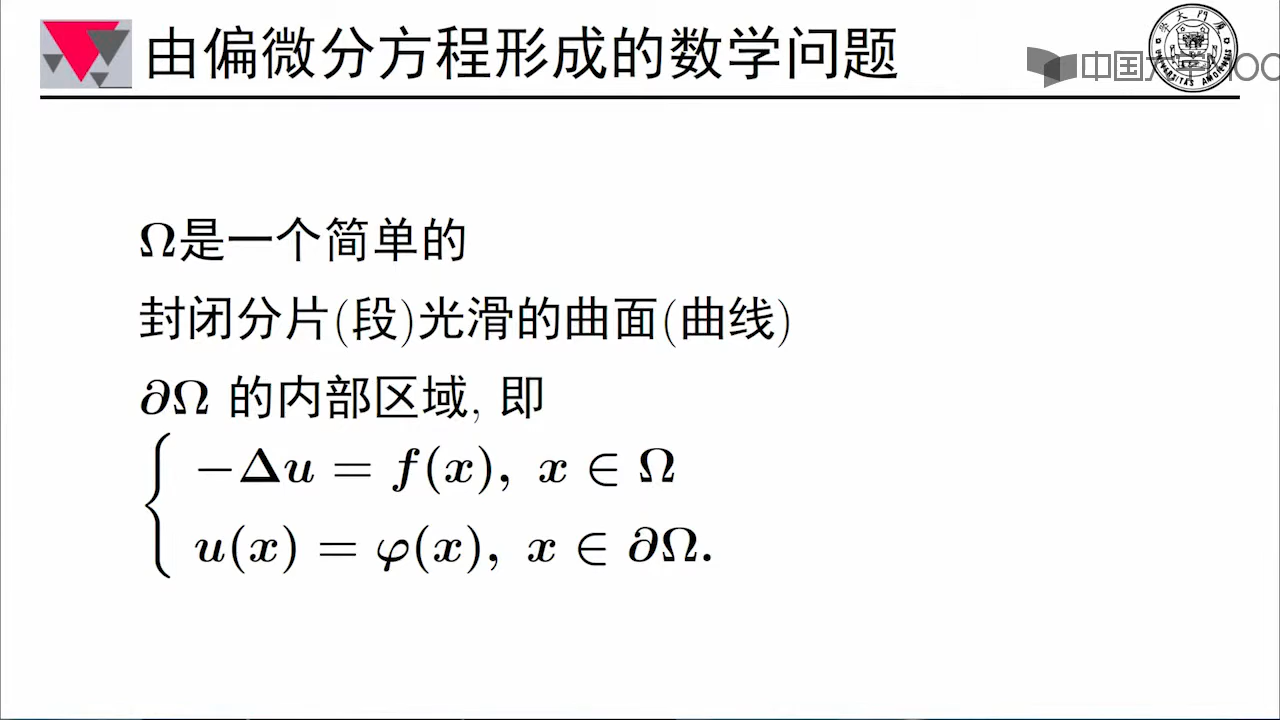 由偏微分方程形成的数学问题
中国大学MOOC
Ω是一个简单的
封闭分片(段)光滑的曲面(曲线)
∂Ω 的内部区域, 即
−Δu = f(x), x ∈ Ω
u(x) = φ(x), x ∈ ∂Ω.